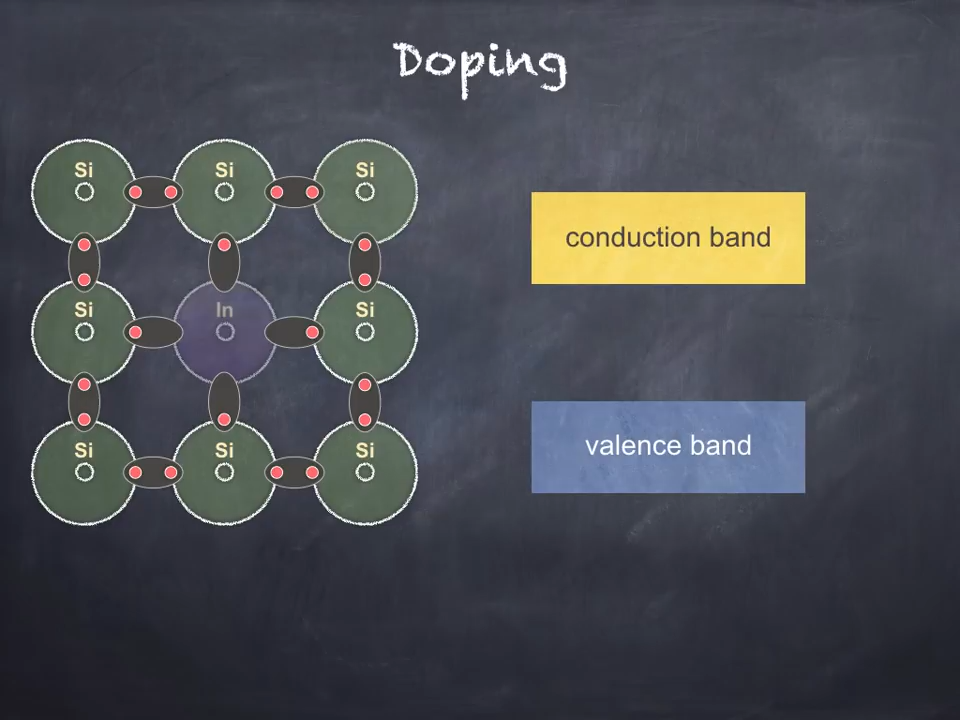 Doping
Si Si Si
conduction band
Si In Si
valence band
Si Si Si